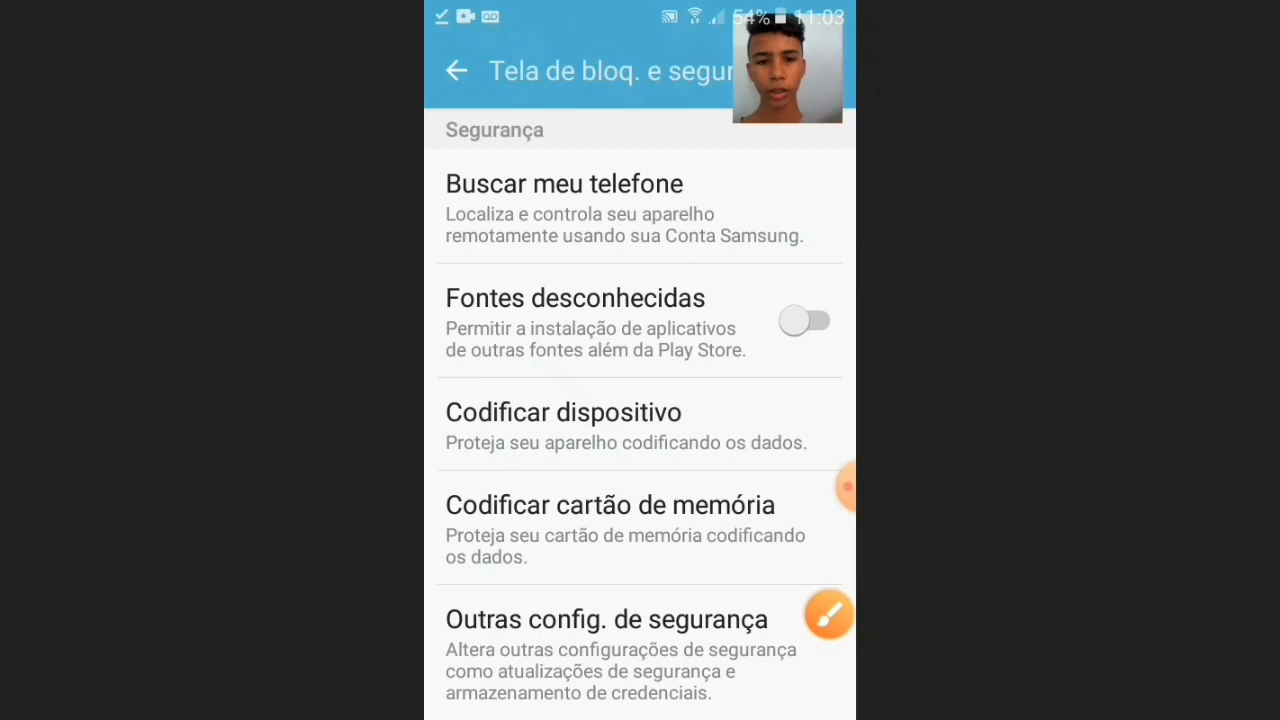 54% 11:03
Tela de bloq. e segur
Segurança
Buscar meu telefone
Localiza e controla seu aparelho
remotamente usando sua Conta Samsung.
Fontes desconhecidas
Permitir a instalação de aplicativos
de outras fontes além da Play Store.
Codificar dispositivo
Proteja seu aparelho codificando os dados.
Codificar cartão de memória
Proteja seu cartão de memória codificando
os dados.
Outras config. de segurança
Altera outras configurações de segurança
como atualizações de segurança e
armazenamento de credenciais.